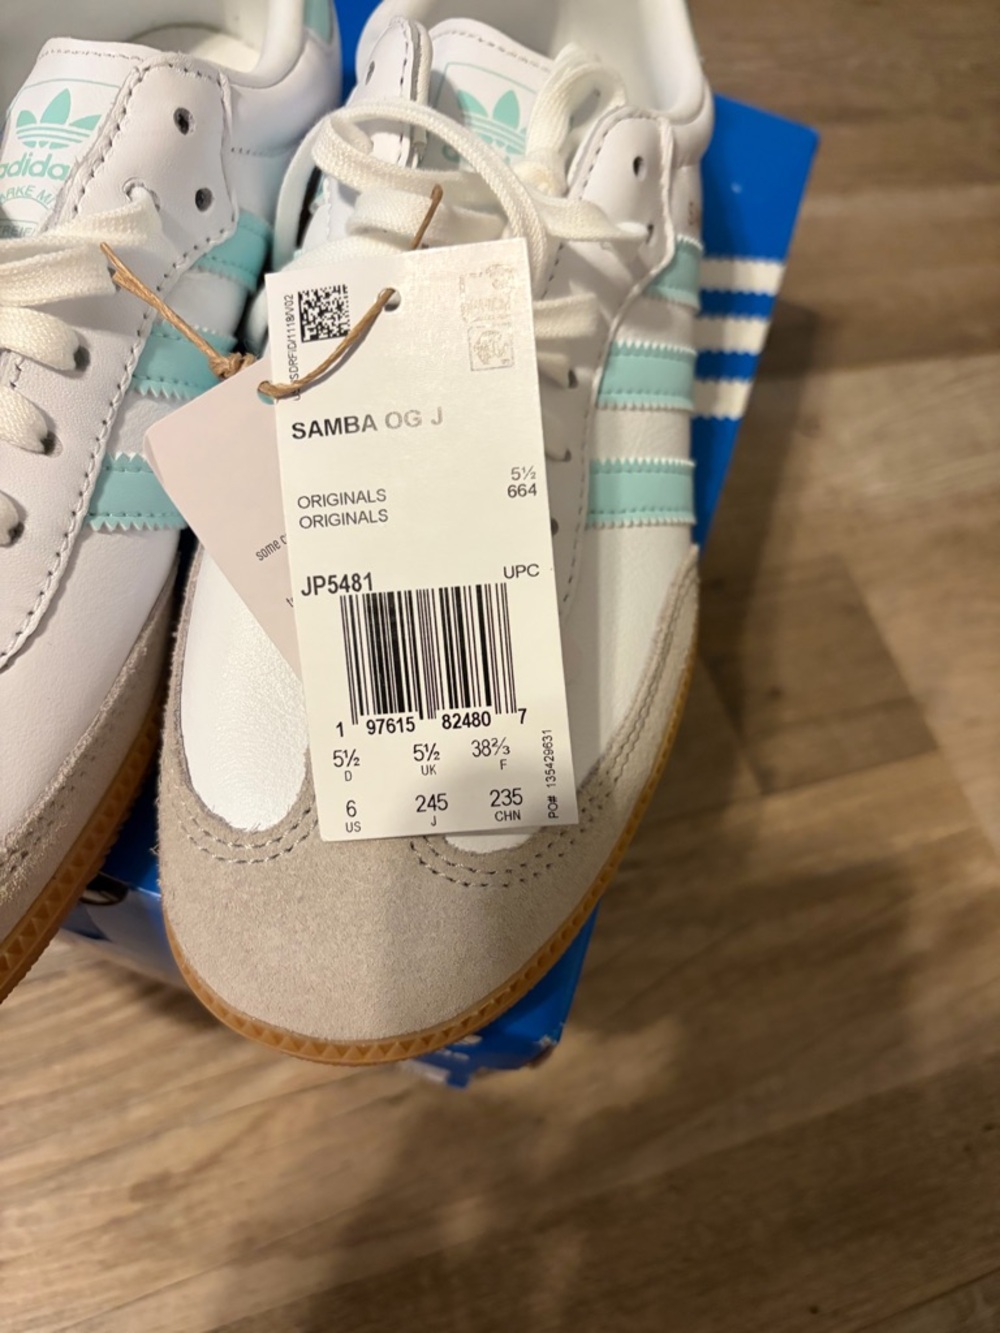 adidas
SAMBA OG J
5½
664
ORIGINALS
ORIGINALS
some
JP5481
UPC
1 97615 82480 7
5½ D
5½ UK
38⅔ F
6 US
245 J
235 CHN
PO# 135429631